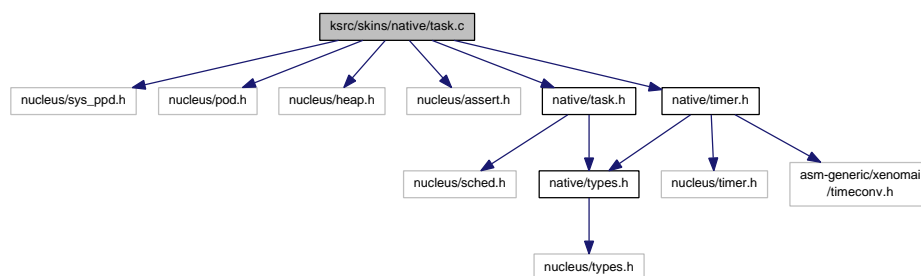 ksrc/skins/native/task.c
nucleus/sys_ppd.h
nucleus/pod.h
nucleus/heap.h
nucleus/assert.h
native/task.h
native/timer.h
nucleus/sched.h
native/types.h
nucleus/timer.h
asm-generic/xenomai
/timeconv.h
nucleus/types.h